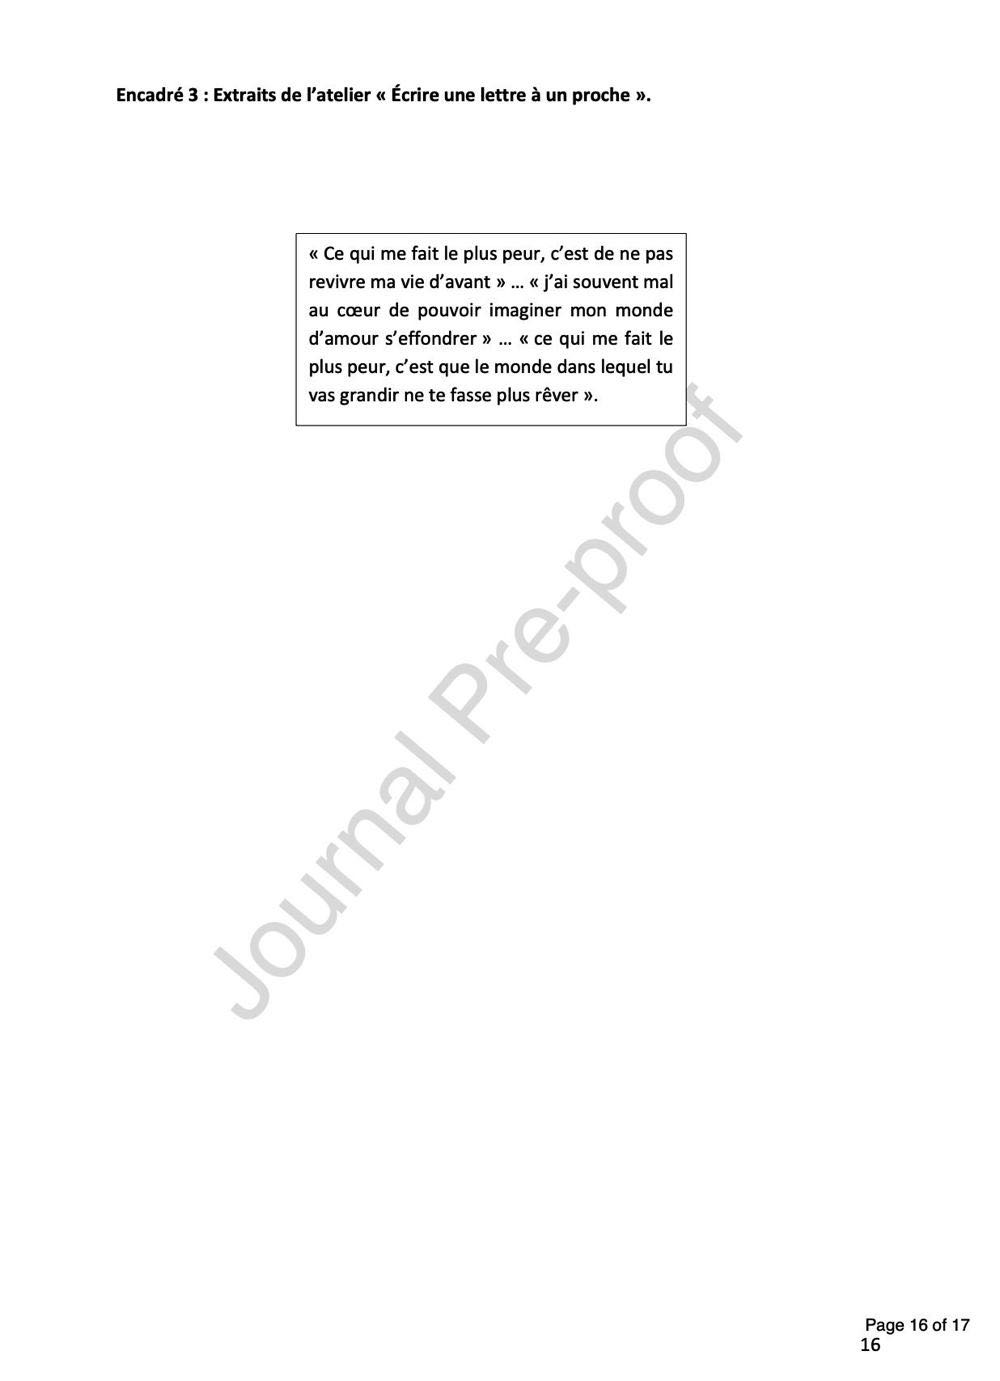 Encadré 3 : Extraits de l’atelier « Écrire une lettre à un proche ».
« Ce qui me fait le plus peur, c’est de ne pas
revivre ma vie d’avant » … « j’ai souvent mal
au cœur de pouvoir imaginer mon monde
d’amour s’effondrer » … « ce qui me fait le
plus peur, c’est que le monde dans lequel tu
vas grandir ne te fasse plus rêver ».
Journal Pre-proof
Page 16 of 17
16